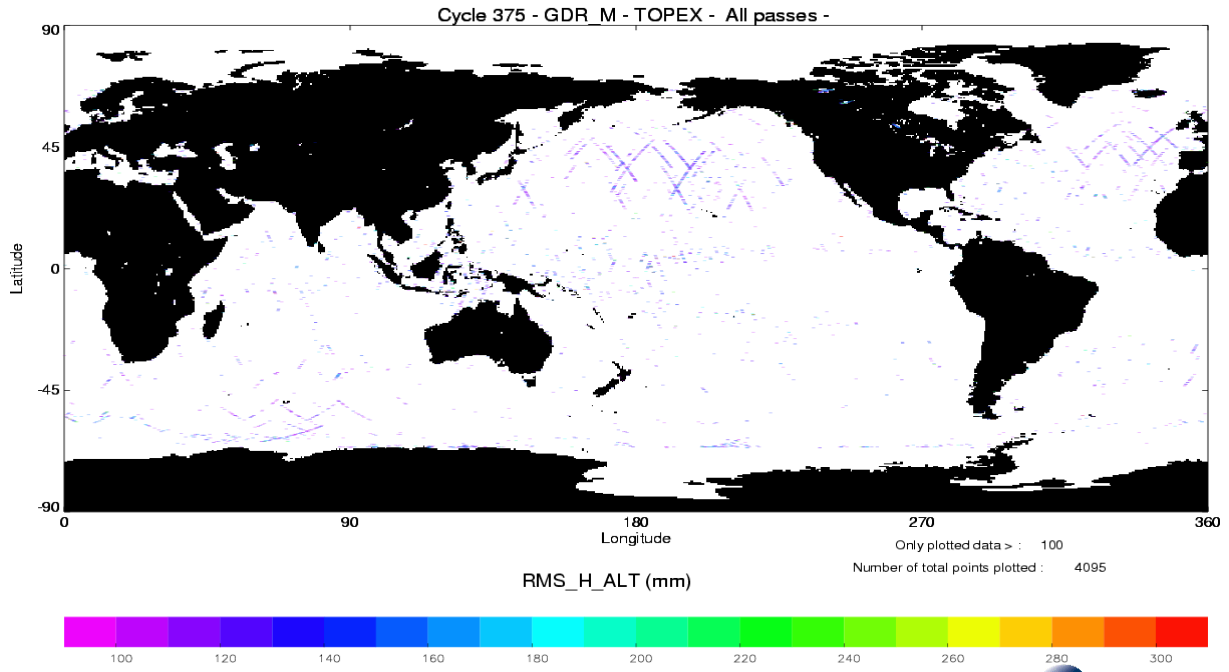 Cycle 375 - GDR_M - TOPEX - All passes -
90
45
0
-45
-90
Latitude
0 90 180 270 360
Longitude
Only plotted data > : 100
Number of total points plotted : 4095
RMS_H_ALT (mm)
100 120 140 160 180 200 220 240 260 280 300